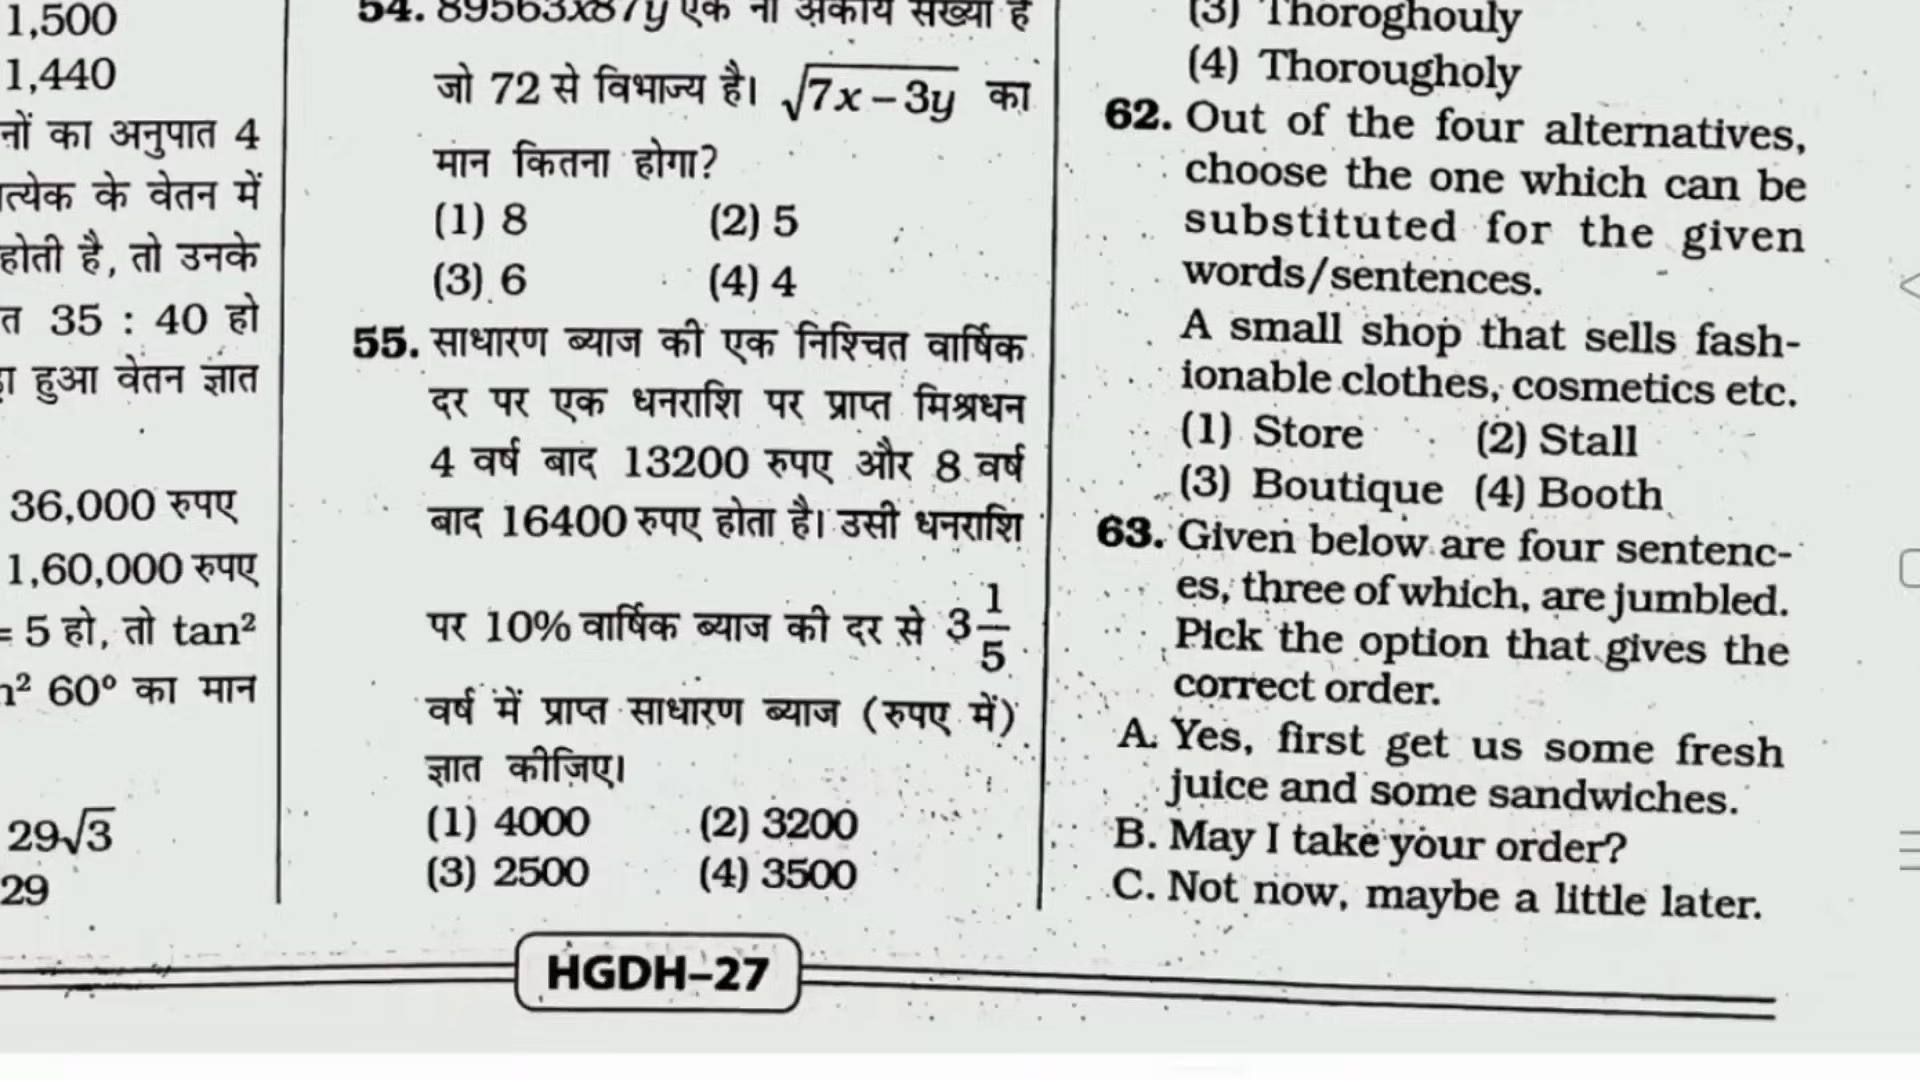 1,500
1,440
नों का अनुपात 4
त्येक के वेतन में
होती है, तो उनके
त 35 : 40 हो
हुआ वेतन ज्ञात
36,000 रुपए
1,60,000 रुपए
= 5 हो, तो tan²
60° का मान
29√3
29
54. 89563x87y एक नौ अंकीय संख्या है
जो 72 से विभाज्य है। √7x – 3y का
मान कितना होगा?
(1) 8 (2) 5
(3) 6 (4) 4
55. साधारण ब्याज की एक निश्चित वार्षिक
दर पर एक धनराशि पर प्राप्त मिश्रधन
4 वर्ष बाद 13200 रुपए और 8 वर्ष
बाद 16400 रुपए होता है। उसी धनराशि
पर 10% वार्षिक ब्याज की दर से 3 1/5
वर्ष में प्राप्त साधारण ब्याज (रुपए में)
ज्ञात कीजिए।
(1) 4000 (2) 3200
(3) 2500 (4) 3500
(3) Thoroghouly
(4) Thorougholy
62. Out of the four alternatives,
choose the one which can be
substituted for the given
words/sentences.
A small shop that sells fash-
ionable clothes, cosmetics etc.
(1) Store (2) Stall
(3) Boutique (4) Booth
63. Given below are four sentenc-
es, three of which, are jumbled.
Pick the option that gives the
correct order.
A. Yes, first get us some fresh
juice and some sandwiches.
B. May I take your order?
C. Not now, maybe a little later.
HGDH–27